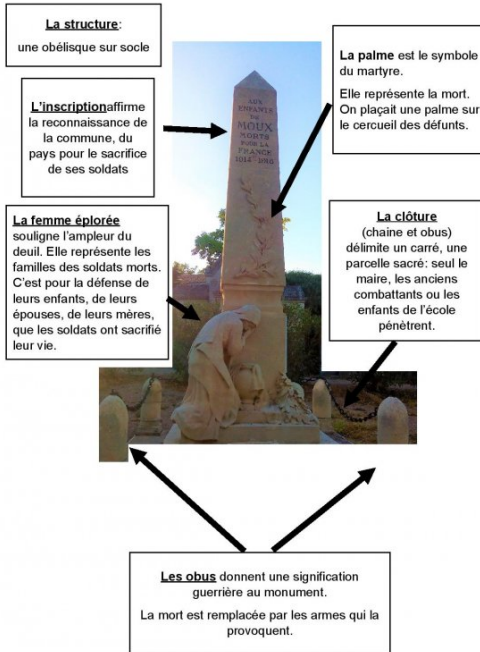 La structure:
une obélisque sur socle
L'inscriptionaffirme
la reconnaissance de
la commune, du
pays pour le sacrifice
de ses soldats
La palme est le symbole
du martyre.
Elle représente la mort.
On plaçait une palme sur
le cercueil des défunts.
AUX
ENFANTS
DE
MOUX
MORTS
POUR LA
FRANCE
1914-1918
La femme éplorée
souligne l'ampleur du
deuil. Elle représente les
familles des soldats morts.
C'est pour la défense de
leurs enfants, de leurs
épouses, de leurs mères,
que les soldats ont sacrifié
leur vie.
La clôture
(chaine et obus)
délimite un carré, une
parcelle sacré: seul le
maire, les anciens
combattants ou les
enfants de l'école
pénètrent.
Les obus donnent une signification
guerrière au monument.
La mort est remplacée par les armes qui la
provoquent.